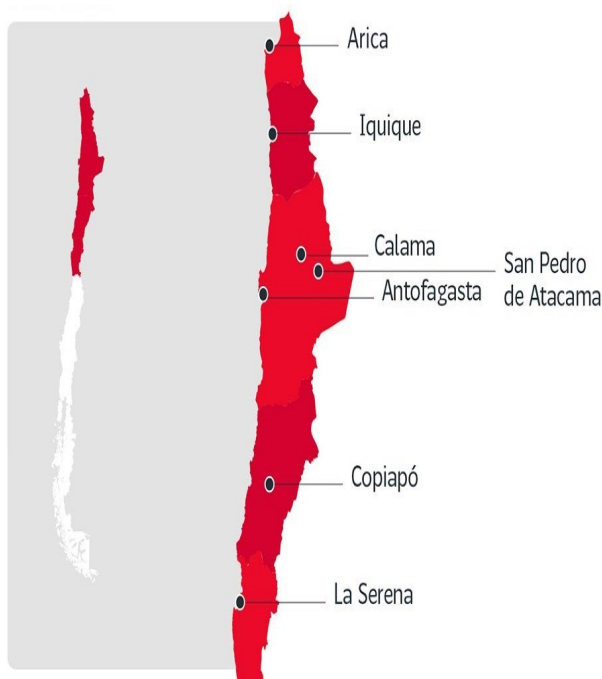 Arica
Iquique
Calama
San Pedro
de Atacama
Antofagasta
Copiapó
La Serena